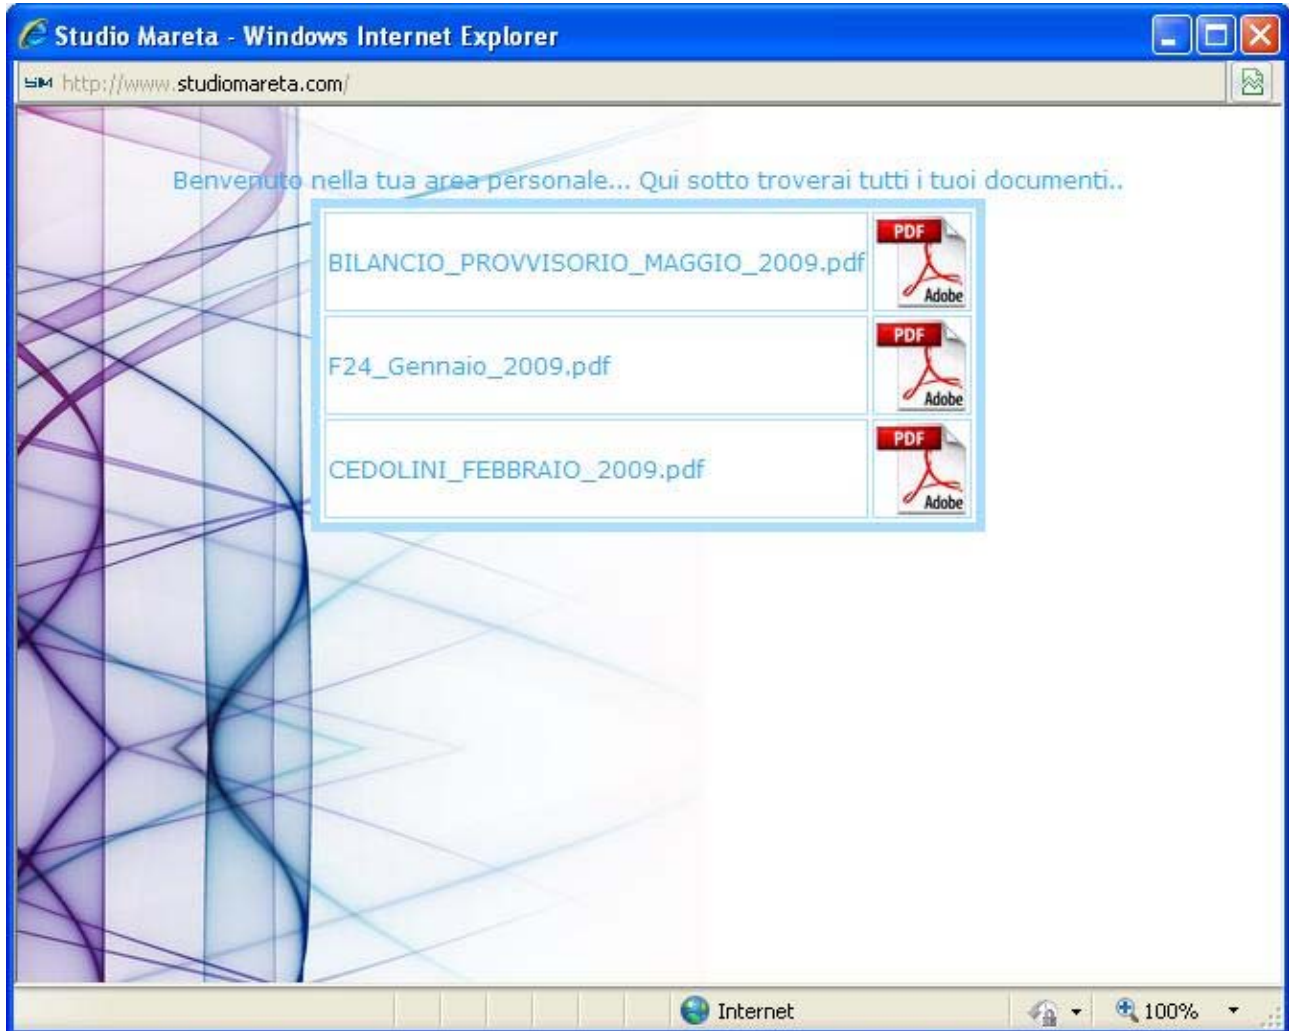 Studio Mareta - Windows Internet Explorer
SM http://www.studiomareta.com/
Benvenuto nella tua area personale... Qui sotto troverai tutti i tuoi documenti..
PDF
BILANCIO_PROVVISORIO_MAGGIO_2009.pdf
Adobe
PDF
F24_Gennaio_2009.pdf
Adobe
PDF
CEDOLINI_FEBBRAIO_2009.pdf
Adobe
Internet 100%